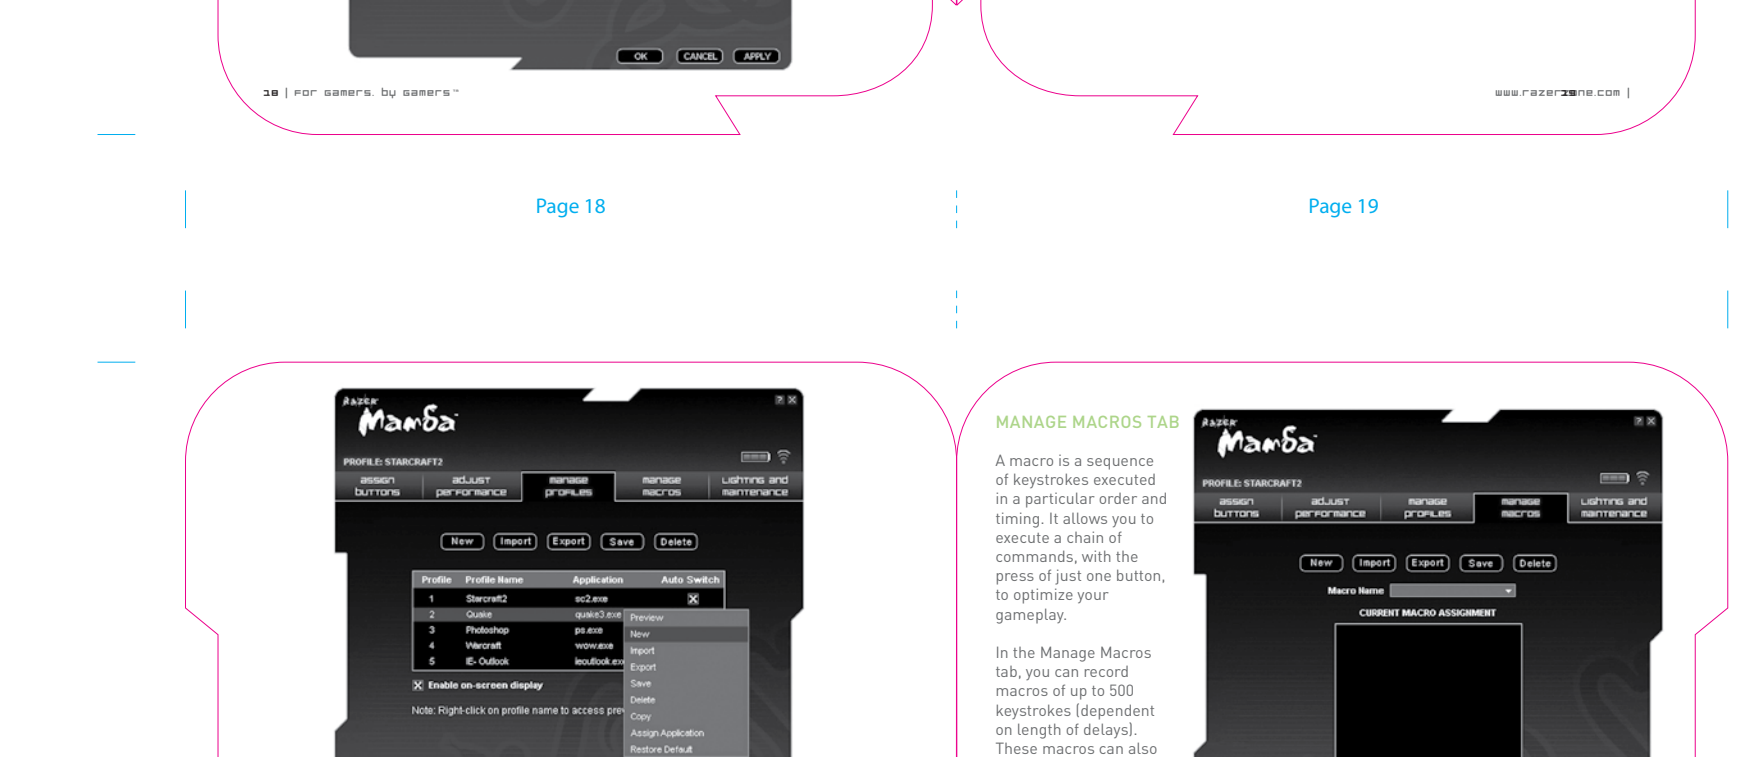 OK CANCEL APPLY
18 | For Gamers. by Gamers™
www.razerzone.com |
19
Page 18
Page 19
Razer
Mamba™
? X
PROFILE: STARCRAFT2
assign buttons
adjust performance
manage profiles
manage macros
Lighting and maintenance
New Import Export Save Delete
Profile Profile Name Application Auto Switch
1 Starcraft2 sc2.exe X
2 Quake quake3.exe
3 Photoshop ps.exe
4 Warcraft wow.exe
5 IE- Outlook ieoutlook.exe
Preview
New
Import
Export
Save
Delete
Copy
Assign Application
Restore Default
X Enable on-screen display
Note: Right-click on profile name to access prev
MANAGE MACROS TAB
A macro is a sequence
of keystrokes executed
in a particular order and
timing. It allows you to
execute a chain of
commands, with the
press of just one button,
to optimize your
gameplay.
In the Manage Macros
tab, you can record
macros of up to 500
keystrokes (dependent
on length of delays).
These macros can also
Razer
Mamba™
? X
PROFILE: STARCRAFT2
assign buttons
adjust performance
manage profiles
manage macros
Lighting and maintenance
New Import Export Save Delete
Macro Name
CURRENT MACRO ASSIGNMENT